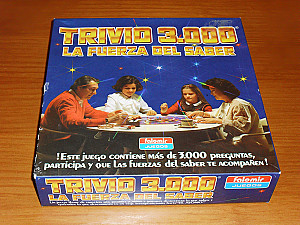 TRIVIO 3.000
LA FUERZA DEL SABER
falomir
JUEGOS
¡ESTE JUEGO CONTIENE MÁS DE 3.000 PREGUNTAS,
PARTICIPA Y QUE LAS FUERZAS DEL SABER TE ACOMPAÑEN!
TRIVIO 3.000
LA FUERZA DEL SABER
falomir
JUEGOS